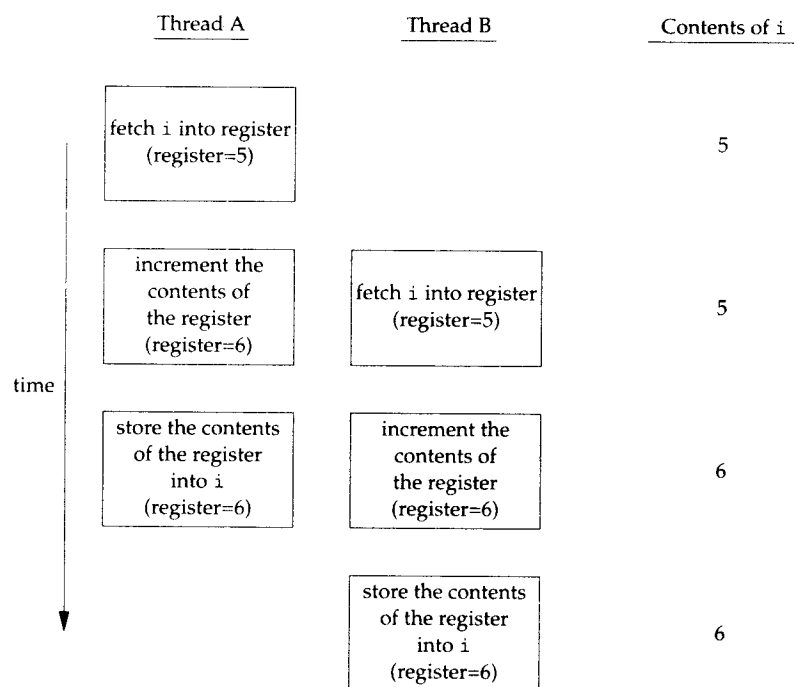 Thread A Thread B Contents of i
fetch i into register
(register=5)
5
increment the
contents of
the register
(register=6)
fetch i into register
(register=5)
5
time
store the contents
of the register
into i
(register=6)
increment the
contents of
the register
(register=6)
6
store the contents
of the register
into i
(register=6)
6